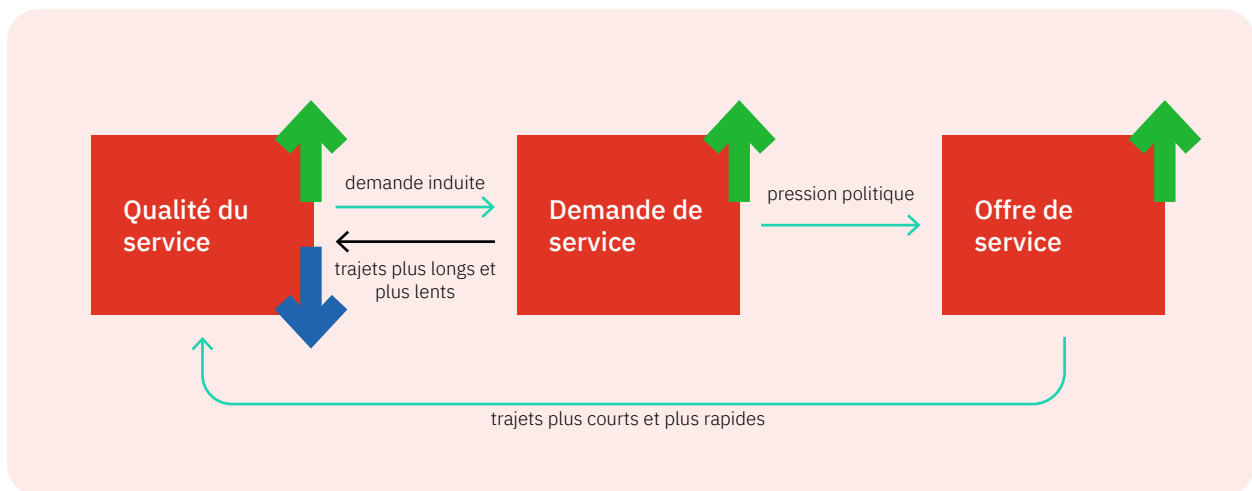 Qualité du
service
demande induite
trajets plus longs et
plus lents
Demande de
service
pression politique
Offre de
service
trajets plus courts et plus rapides